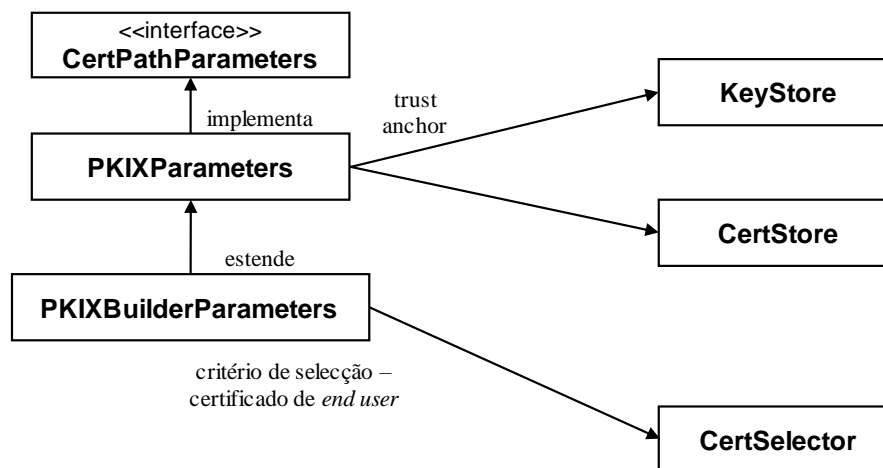 <<interface>>
CertPathParameters
implementa
trust
anchor
KeyStore
PKIXParameters
CertStore
estende
PKIXBuilderParameters
critério de selecção –
certificado de end user
CertSelector